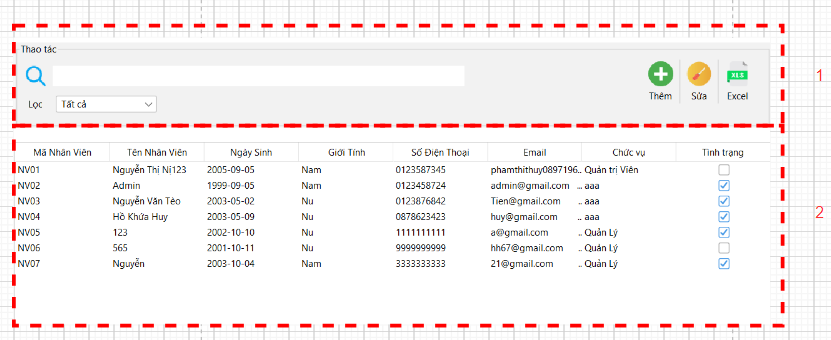 Thao tác
XLS
Thêm Sửa Excel
1
Lọc Tất cả
Mã Nhân Viên Tên Nhân Viên Ngày Sinh Giới Tính Số Điện Thoại Email Chức vụ Tình trạng
NV01 Nguyễn Thị Nị123 2005-09-05 Nam 0123587345 phamthithuy0897196... Quản trị Viên
NV02 Admin 1999-09-05 Nam 0123458724 admin@gmail.com ... aaa
NV03 Nguyễn Văn Tèo 2003-05-02 Nu 0123876842 Tien@gmail.com ... aaa
NV04 Hồ Khứa Huy 2003-05-09 Nu 0878623423 huy@gmail.com ... aaa
2
NV05 123 2002-10-10 Nu 1111111111 a@gmail.com ... Quản Lý
NV06 565 2001-10-11 Nu 9999999999 hh67@gmail.com ... Quản Lý
NV07 Nguyễn 2003-10-04 Nam 3333333333 21@gmail.com ... Quản Lý